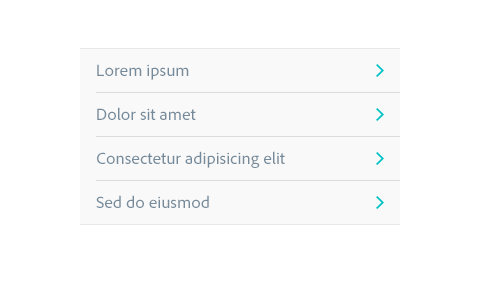 Lorem ipsum
Dolor sit amet
Consectetur adipisicing elit
Sed do eiusmod